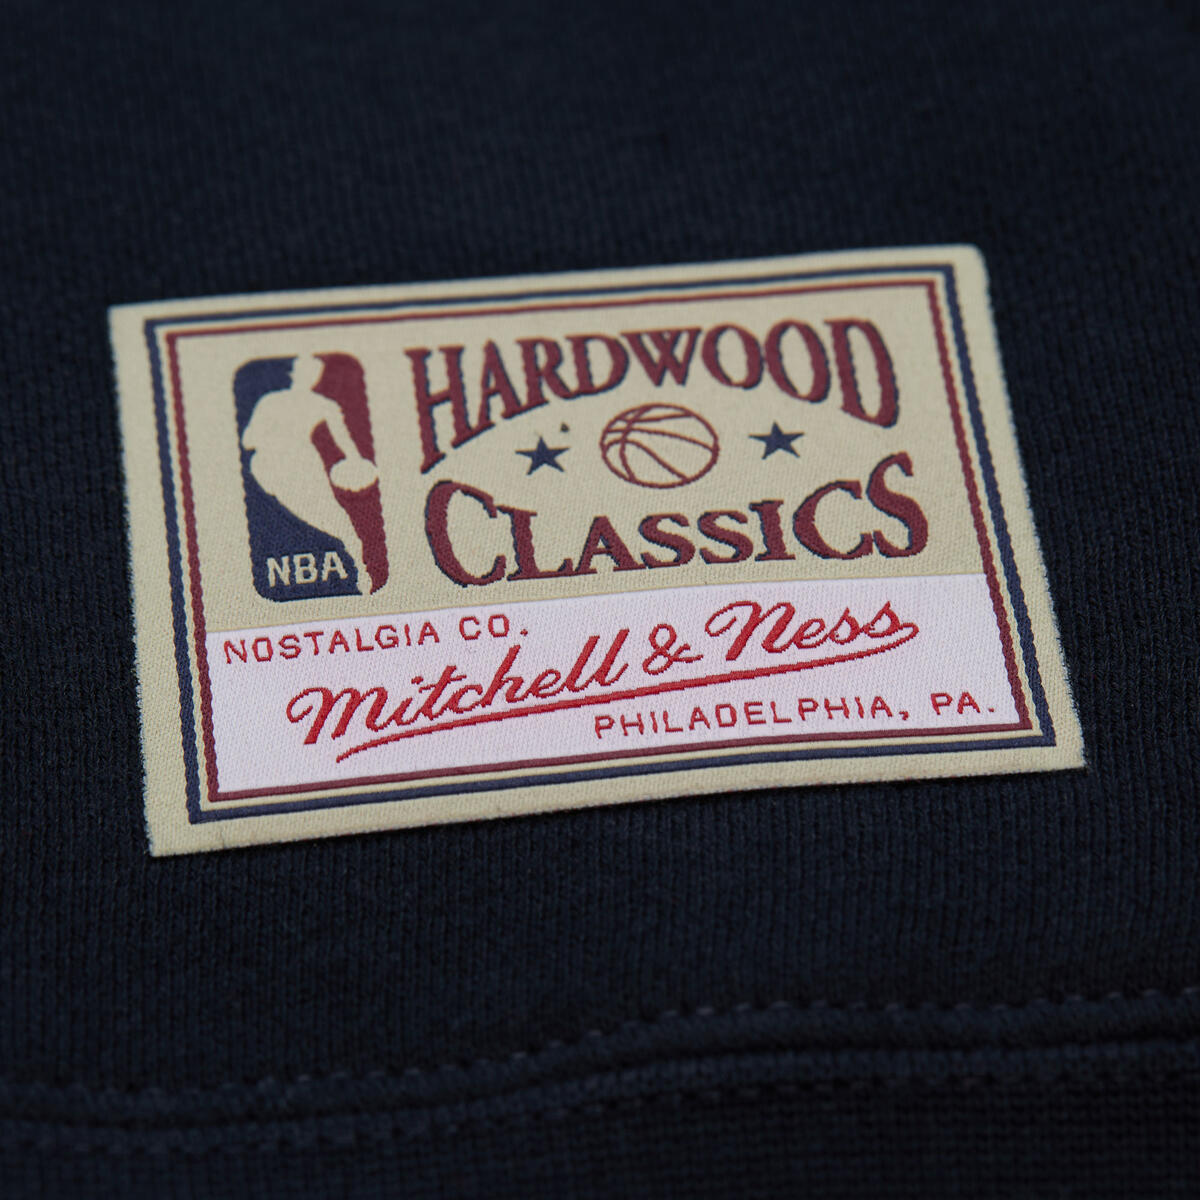 HARDWOOD
CLASSICS
NBA
NOSTALGIA CO.
Mitchell & Ness
PHILADELPHIA, PA.